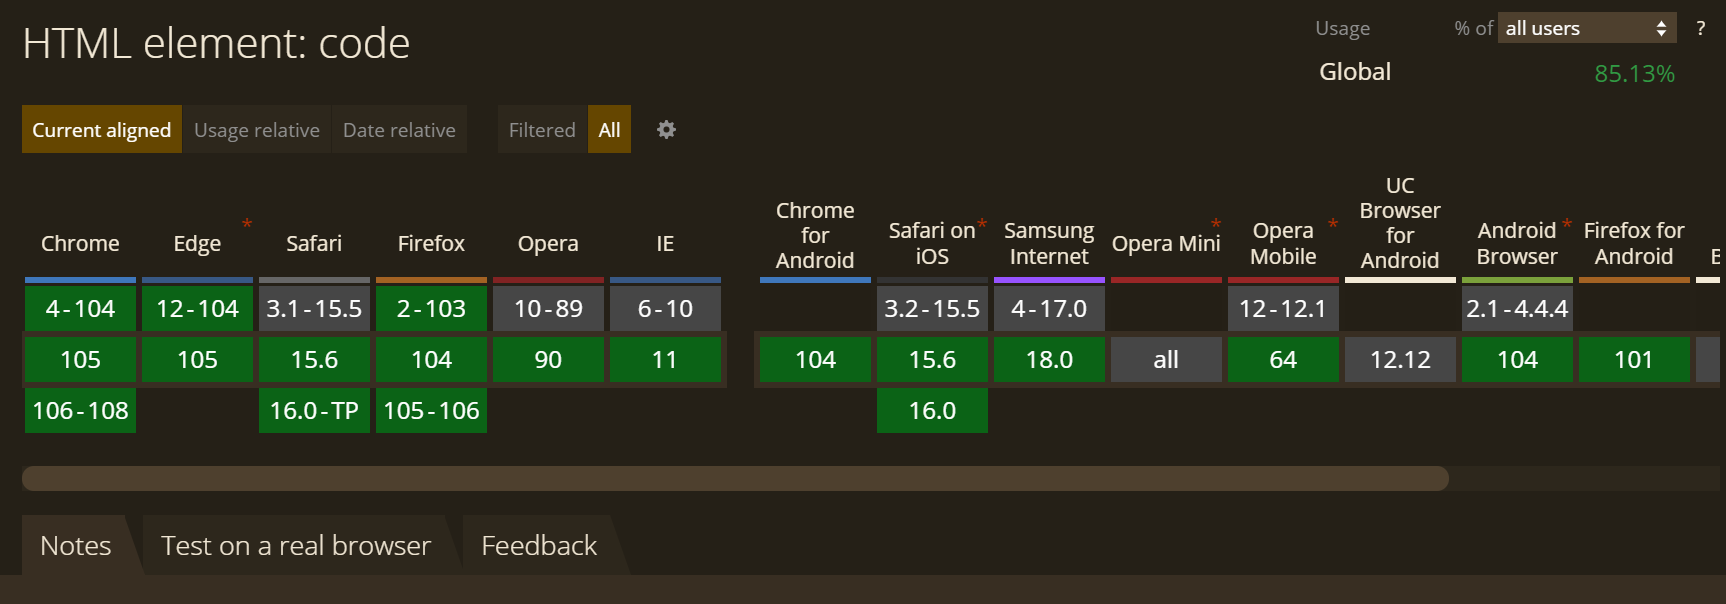 HTML element: code
Usage % of all users ?
Global 85.13%
Current aligned Usage relative Date relative Filtered All
Chrome Edge * Safari Firefox Opera IE
Chrome for Android
Safari on iOS *
Samsung Internet
Opera Mini *
Opera Mobile *
UC Browser for Android
Android Browser *
Firefox for Android
4-104 12-104 3.1-15.5 2-103 10-89 6-10 3.2-15.5 4-17.0 12-12.1 2.1-4.4.4
105 105 15.6 104 90 11 104 15.6 18.0 all 64 12.12 104 101
106-108 16.0-TP 105-106 16.0
Notes Test on a real browser Feedback